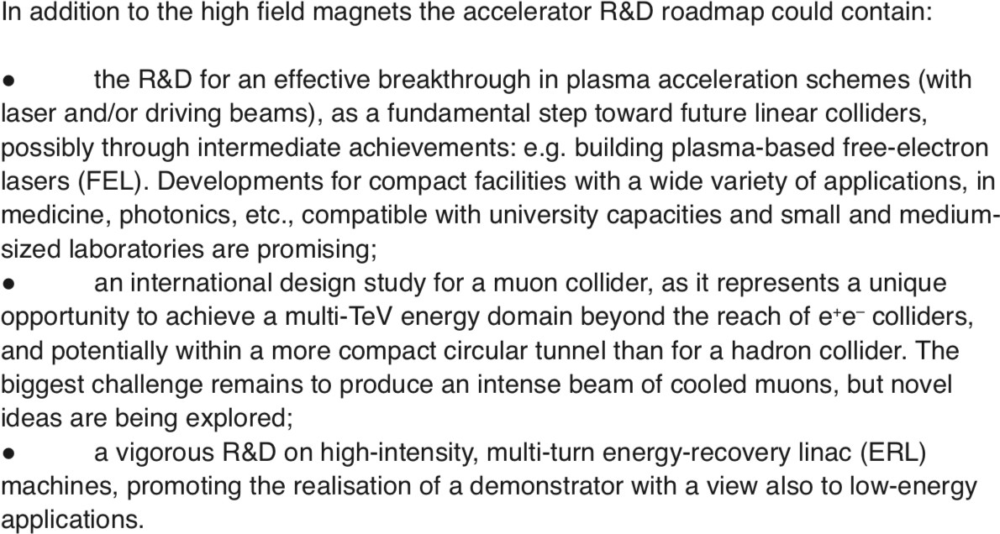 In addition to the high field magnets the accelerator R&D roadmap could contain:
● the R&D for an effective breakthrough in plasma acceleration schemes (with
laser and/or driving beams), as a fundamental step toward future linear colliders,
possibly through intermediate achievements: e.g. building plasma-based free-electron
lasers (FEL). Developments for compact facilities with a wide variety of applications, in
medicine, photonics, etc., compatible with university capacities and small and medium-
sized laboratories are promising;
● an international design study for a muon collider, as it represents a unique
opportunity to achieve a multi-TeV energy domain beyond the reach of e⁺e⁻ colliders,
and potentially within a more compact circular tunnel than for a hadron collider. The
biggest challenge remains to produce an intense beam of cooled muons, but novel
ideas are being explored;
● a vigorous R&D on high-intensity, multi-turn energy-recovery linac (ERL)
machines, promoting the realisation of a demonstrator with a view also to low-energy
applications.